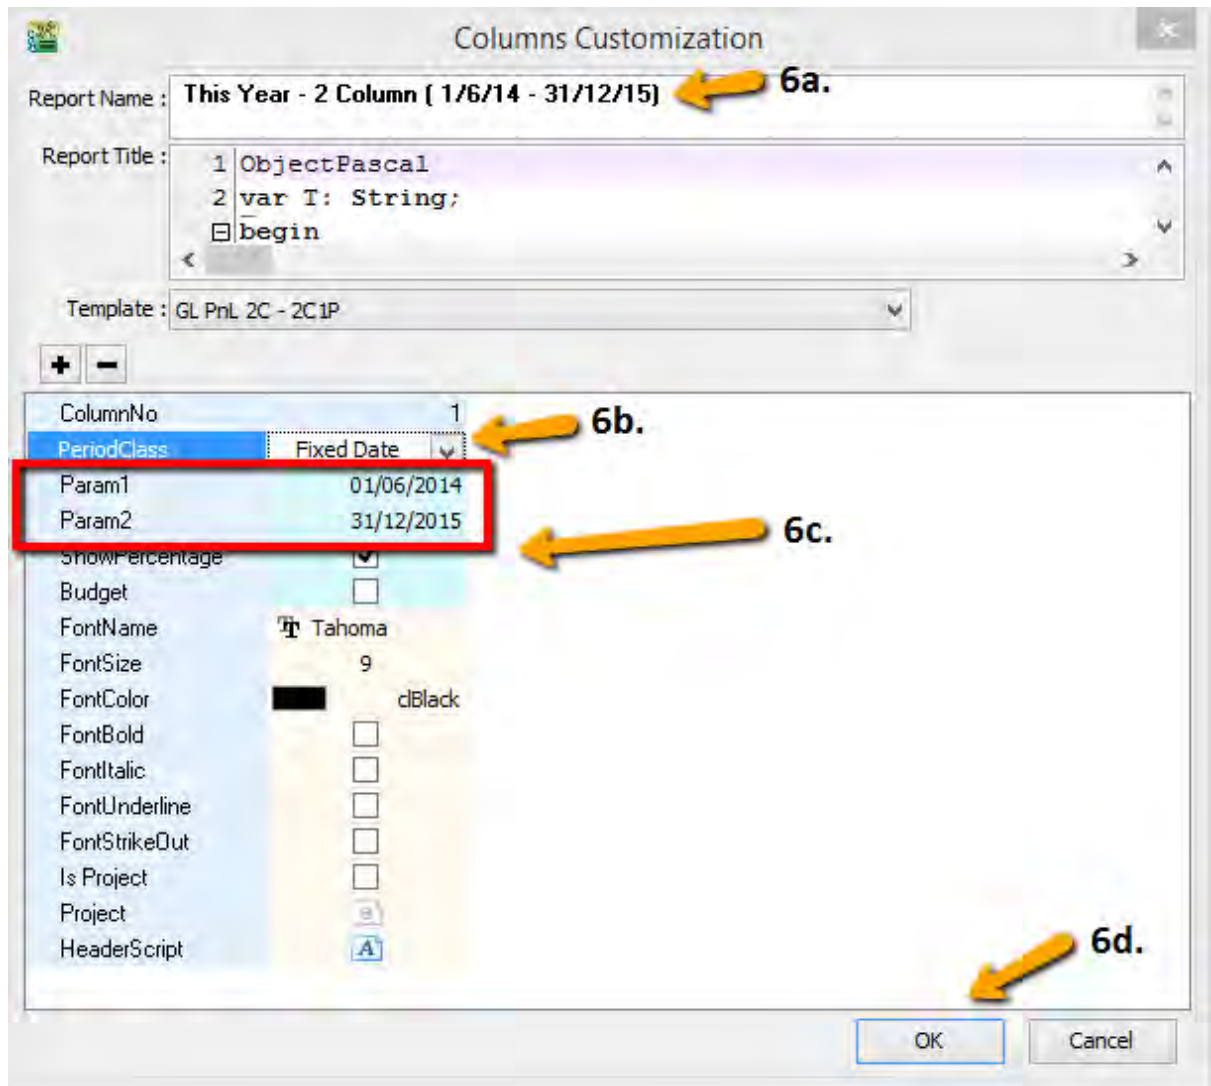 Columns Customization
Report Name : This Year - 2 Column ( 1/6/14 - 31/12/15) 6a.
Report Title : 1 ObjectPascal
2 var T: String;
begin
Template : GL PnL 2C - 2C1P
ColumnNo 1
6b.
PeriodClass Fixed Date
Param1 01/06/2014
Param2 31/12/2015
6c.
ShowPercentage
Budget
FontName Tahoma
FontSize 9
FontColor clBlack
FontBold
FontItalic
FontUnderline
FontStrikeOut
Is Project
Project
HeaderScript A
6d.
OK Cancel